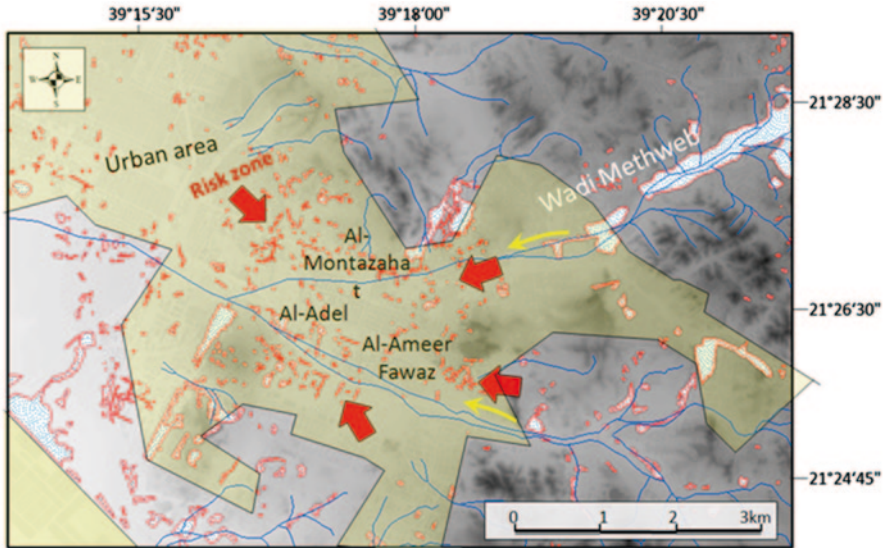 39°15'30" 39°18'00" 39°20'30"
N
W E
S
21°28'30"
Urban area
Wadi Methweb
Risk zone
Al-
Montazaha
t
21°26'30"
Al-Adel
Al-Ameer
Fawaz
21°24'45"
0 1 2 3km